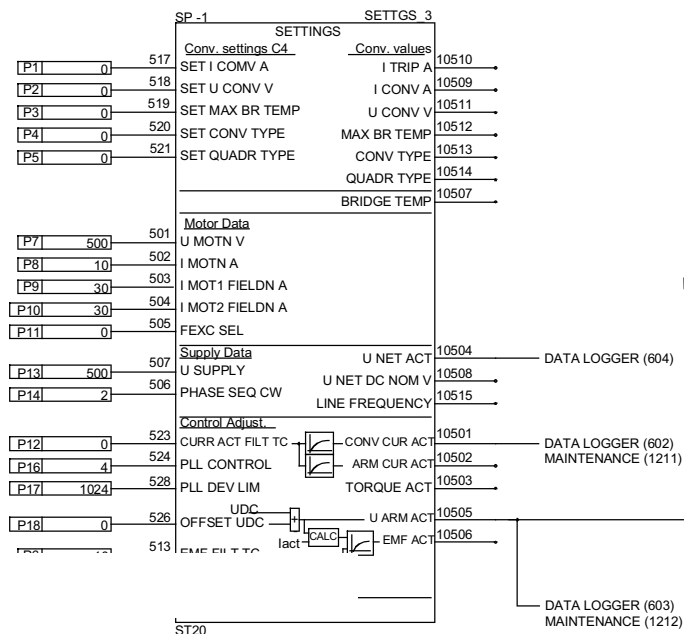 SP -1 SETTGS_3
SETTINGS
Conv. settings C4 Conv. values
P1 0 517 SET I COMV A I TRIP A 10510
P2 0 518 SET U CONV V I CONV A 10509
P3 0 519 SET MAX BR TEMP U CONV V 10511
P4 0 520 SET CONV TYPE MAX BR TEMP 10512
P5 0 521 SET QUADR TYPE CONV TYPE 10513
QUADR TYPE 10514
BRIDGE TEMP 10507
Motor Data
P7 500 501 U MOTN V
P8 10 502 I MOTN A
P9 30 503 I MOT1 FIELDN A
P10 30 504 I MOT2 FIELDN A
P11 0 505 FEXC SEL
Supply Data U NET ACT 10504 DATA LOGGER (604)
P13 500 507 U SUPPLY U NET DC NOM V 10508
P14 2 506 PHASE SEQ CW LINE FREQUENCY 10515
Control Adjust.
P12 0 523 CURR ACT FILT TC CONV CUR ACT 10501 DATA LOGGER (602)
P16 4 524 PLL CONTROL ARM CUR ACT 10502 MAINTENANCE (1211)
P17 1024 528 PLL DEV LIM TORQUE ACT 10503
UDC
P18 0 526 OFFSET UDC + U ARM ACT 10505
Iact CALC EMF ACT 10506
513 EMF FILT TC
DATA LOGGER (603)
MAINTENANCE (1212)
ST20